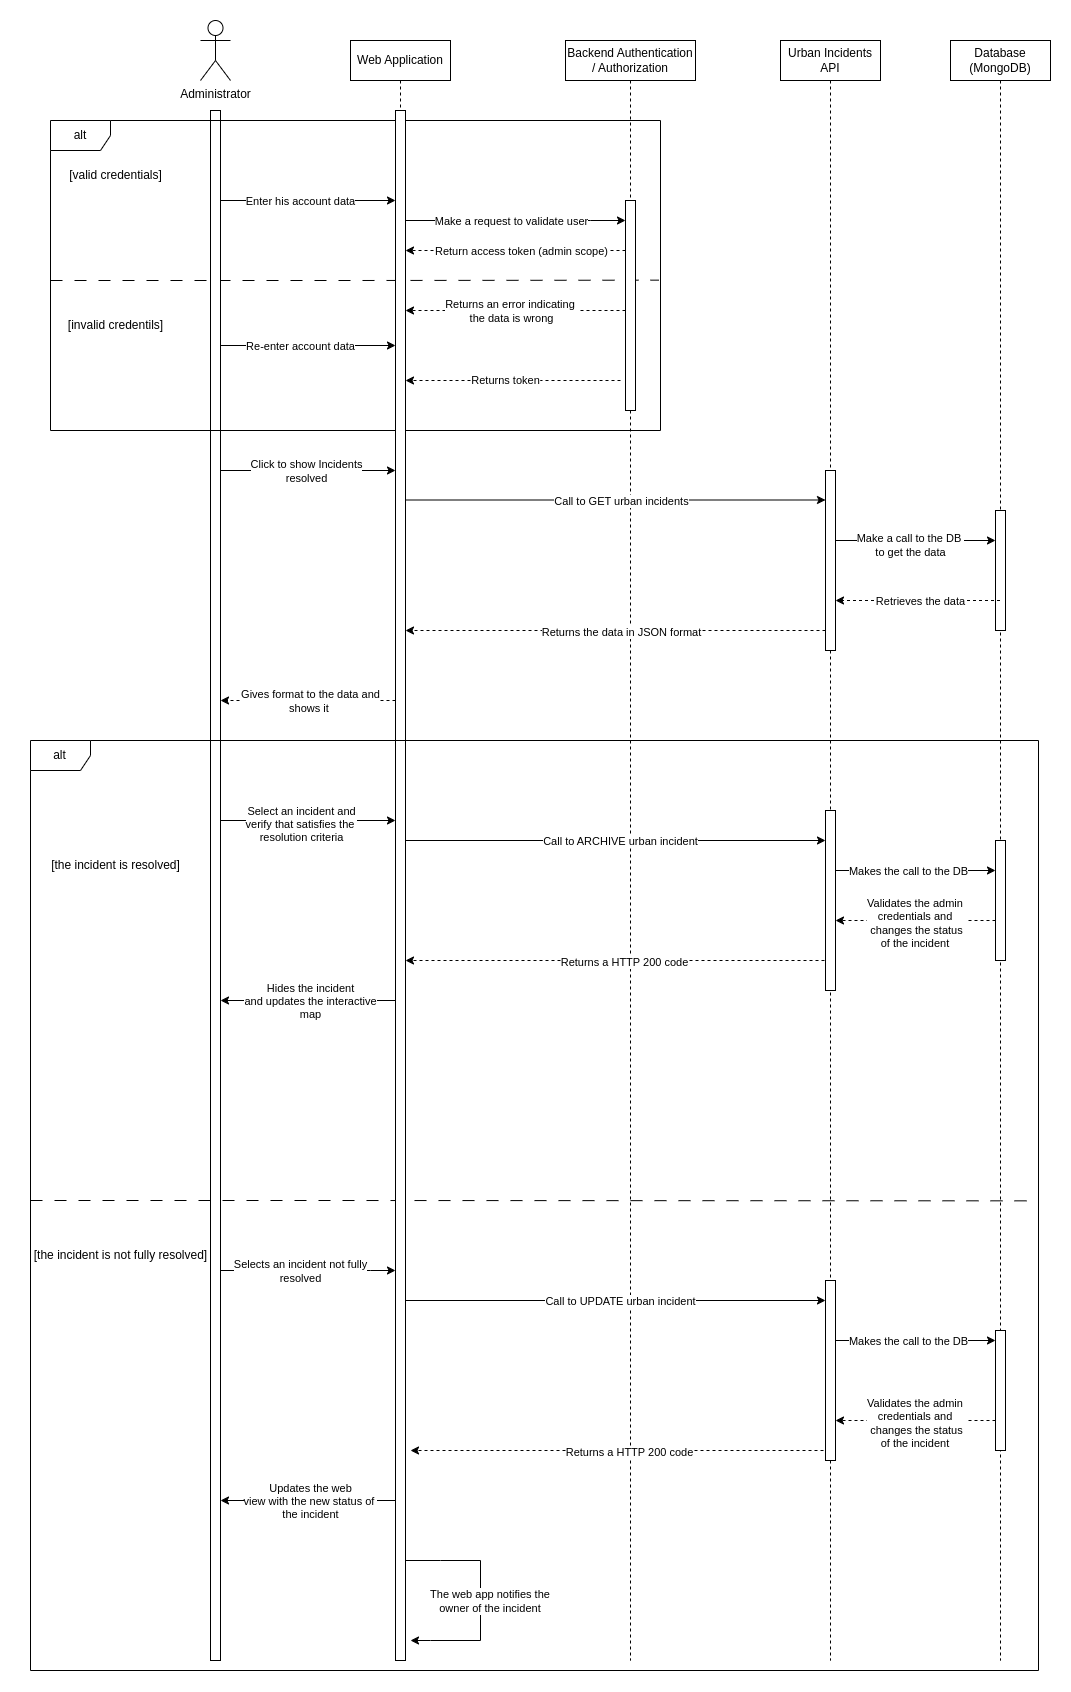 Administrator
Web Application
Backend Authentication
/ Authorization
Urban Incidents
API
Database
(MongoDB)
alt
[valid credentials]
Enter his account data
Make a request to validate user
Return access token (admin scope)
[invalid credentils]
Returns an error indicating
the data is wrong
Re-enter account data
Returns token
Click to show Incidents
resolved
Call to GET urban incidents
Make a call to the DB
to get the data
Retrieves the data
Returns the data in JSON format
Gives format to the data and
shows it
alt
[the incident is resolved]
Select an incident and
verify that satisfies the
resolution criteria
Call to ARCHIVE urban incident
Makes the call to the DB
Validates the admin
credentials and
changes the status
of the incident
Returns a HTTP 200 code
Hides the incident
and updates the interactive
map
[the incident is not fully resolved]
Selects an incident not fully
resolved
Call to UPDATE urban incident
Makes the call to the DB
Validates the admin
credentials and
changes the status
of the incident
Returns a HTTP 200 code
Updates the web
view with the new status of
the incident
The web app notifies the
owner of the incident